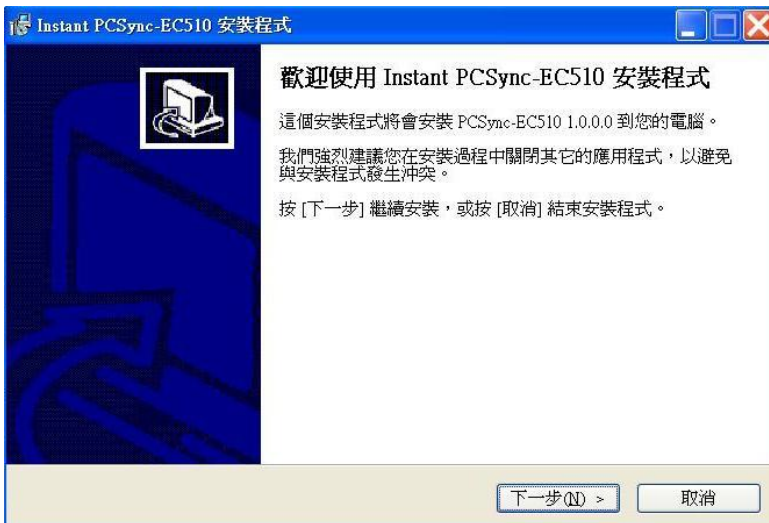 Instant PCSync-EC510 安裝程式
歡迎使用 Instant PCSync-EC510 安裝程式
這個安裝程式將會安裝 PCSync-EC510 1.0.0.0 到您的電腦。
我們強烈建議您在安裝過程中關閉其它的應用程式，以避免
與安裝程式發生沖突。
按 [下一步] 繼續安裝，或按 [取消] 結束安裝程式。
下一步(N) >
取消